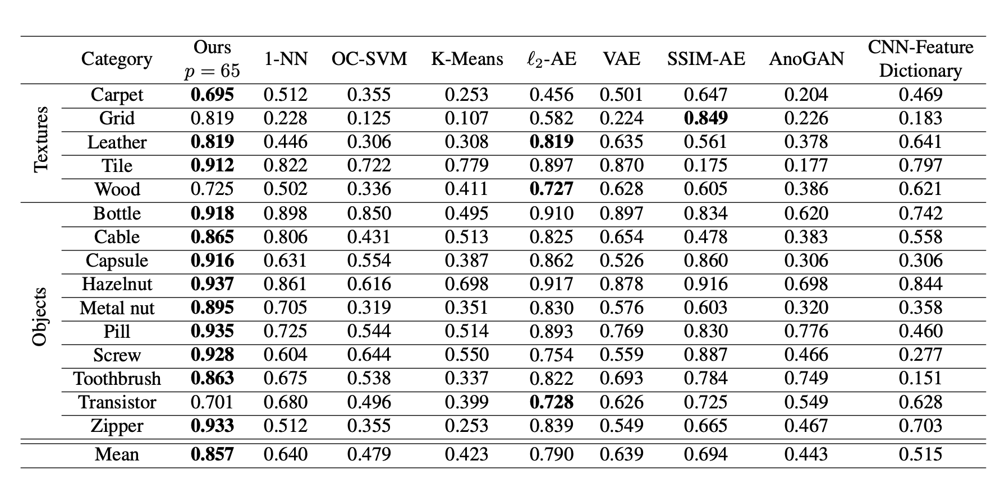 Category Ours p = 65 1-NN OC-SVM K-Means ℓ2-AE VAE SSIM-AE AnoGAN CNN-Feature Dictionary
Textures
Carpet 0.695 0.512 0.355 0.253 0.456 0.501 0.647 0.204 0.469
Grid 0.819 0.228 0.125 0.107 0.582 0.224 0.849 0.226 0.183
Leather 0.819 0.446 0.306 0.308 0.819 0.635 0.561 0.378 0.641
Tile 0.912 0.822 0.722 0.779 0.897 0.870 0.175 0.177 0.797
Wood 0.725 0.502 0.336 0.411 0.727 0.628 0.605 0.386 0.621
Objects
Bottle 0.918 0.898 0.850 0.495 0.910 0.897 0.834 0.620 0.742
Cable 0.865 0.806 0.431 0.513 0.825 0.654 0.478 0.383 0.558
Capsule 0.916 0.631 0.554 0.387 0.862 0.526 0.860 0.306 0.306
Hazelnut 0.937 0.861 0.616 0.698 0.917 0.878 0.916 0.698 0.844
Metal nut 0.895 0.705 0.319 0.351 0.830 0.576 0.603 0.320 0.358
Pill 0.935 0.725 0.544 0.514 0.893 0.769 0.830 0.776 0.460
Screw 0.928 0.604 0.644 0.550 0.754 0.559 0.887 0.466 0.277
Toothbrush 0.863 0.675 0.538 0.337 0.822 0.693 0.784 0.749 0.151
Transistor 0.701 0.680 0.496 0.399 0.728 0.626 0.725 0.549 0.628
Zipper 0.933 0.512 0.355 0.253 0.839 0.549 0.665 0.467 0.703
Mean 0.857 0.640 0.479 0.423 0.790 0.639 0.694 0.443 0.515